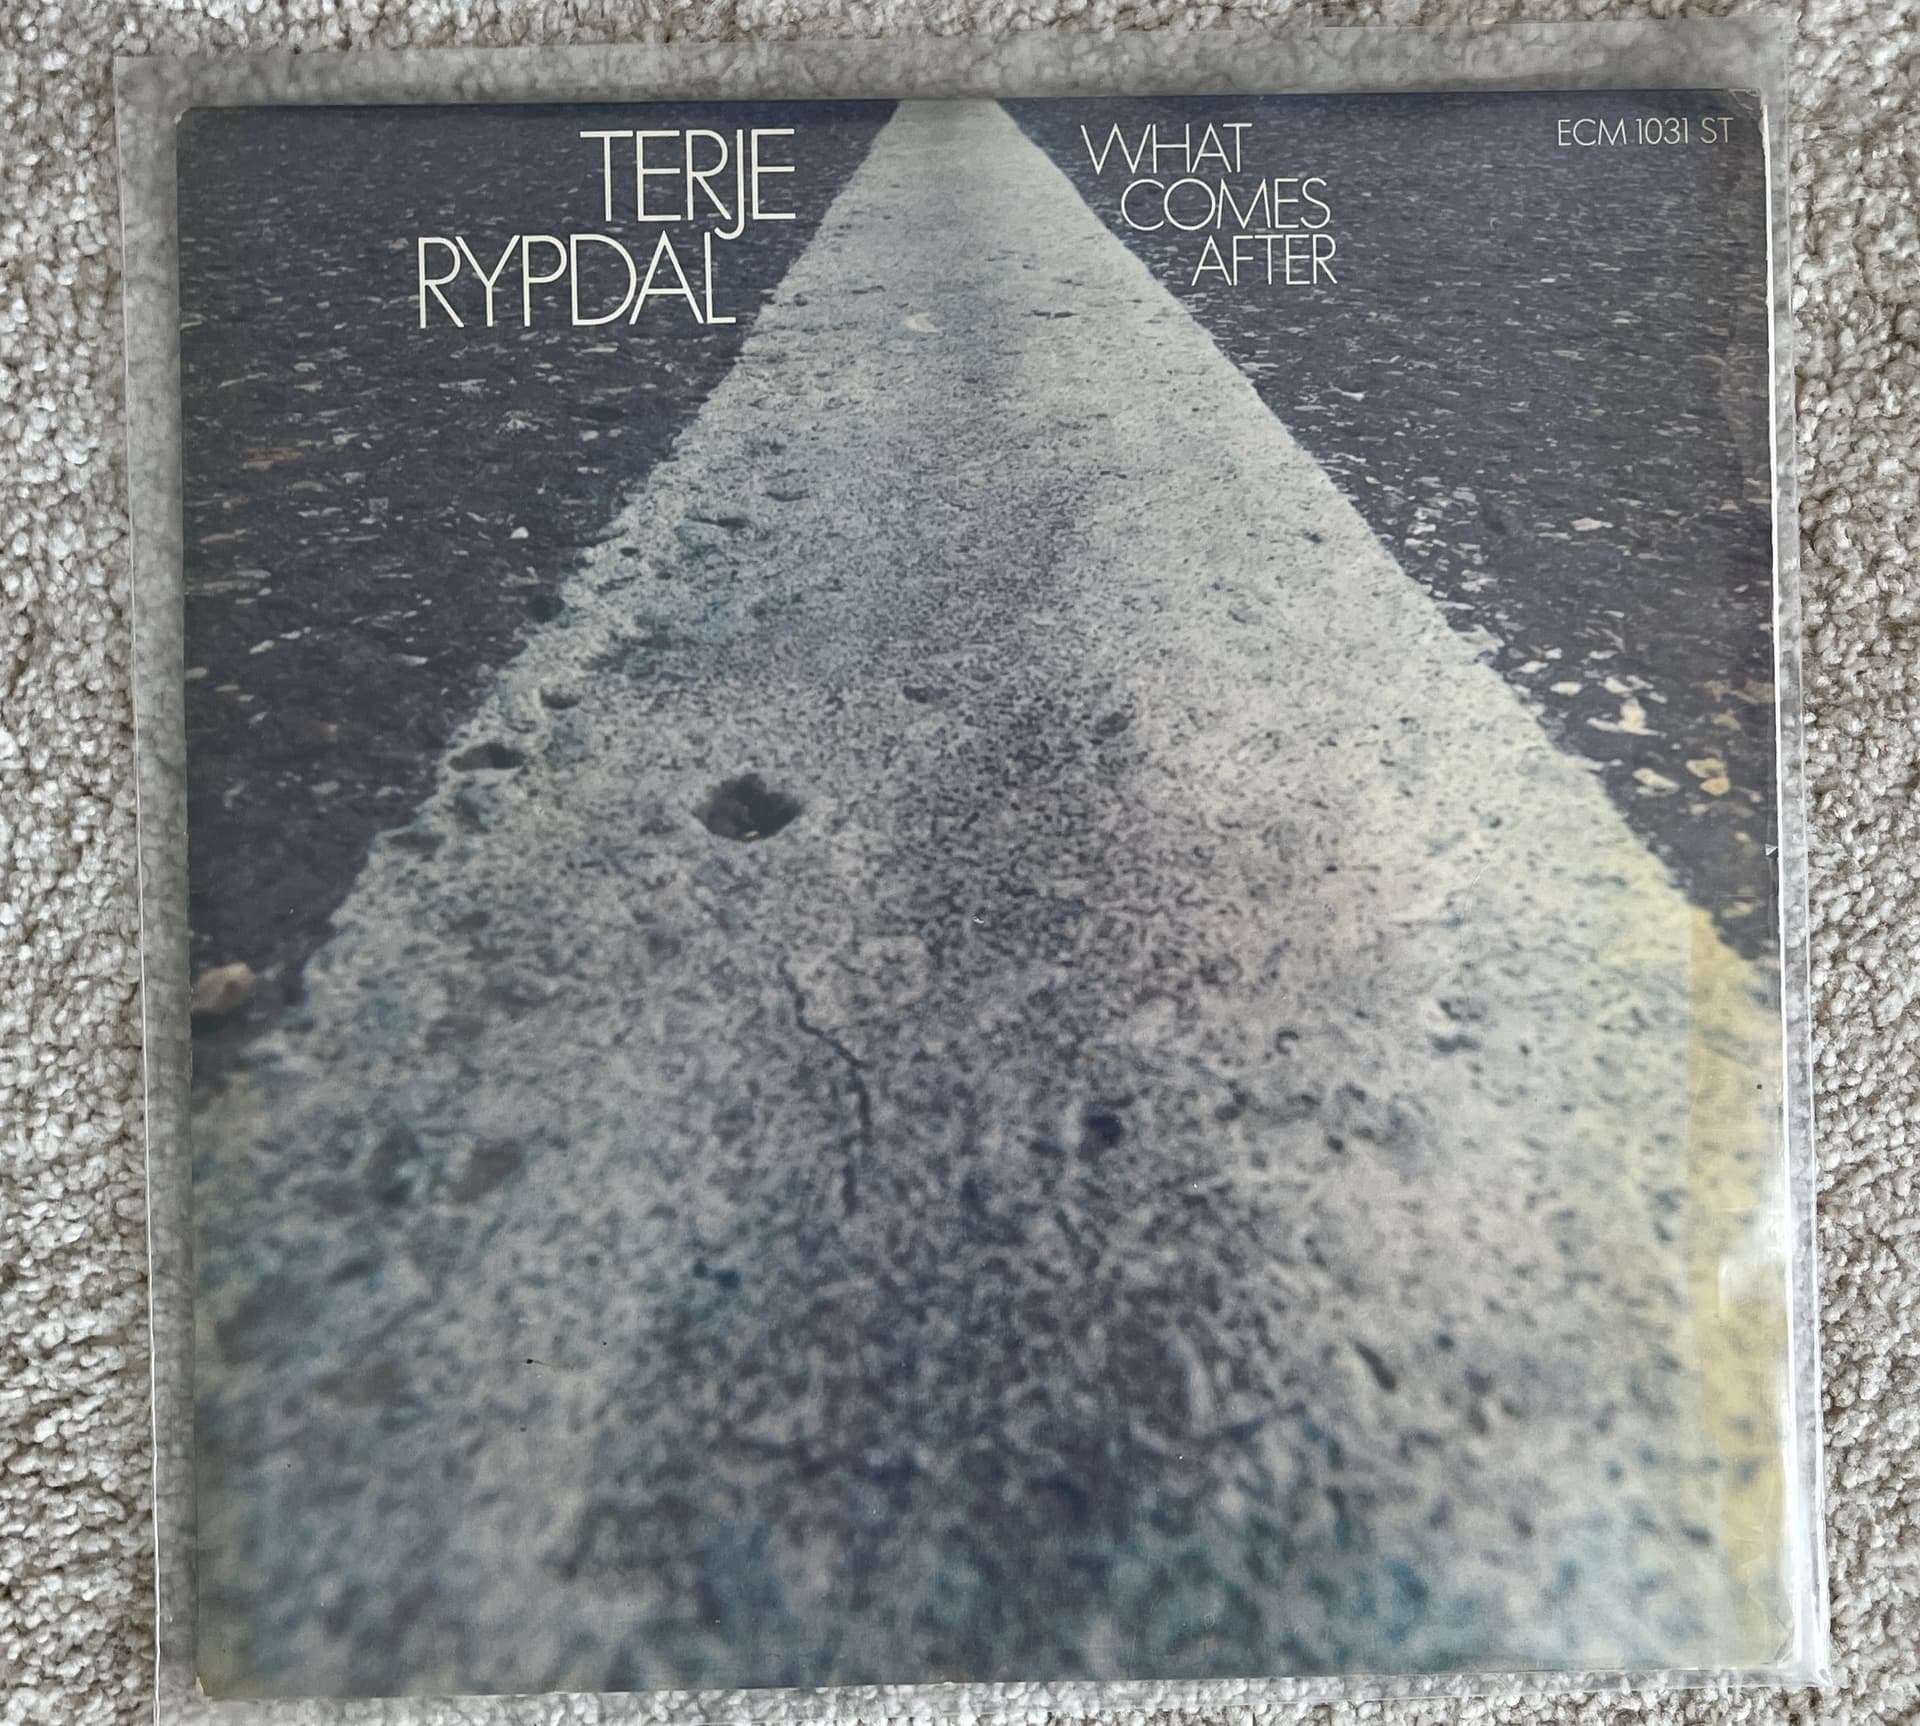 TERJE
RYPDAL
WHAT
COMES
AFTER
ECM 1031 ST